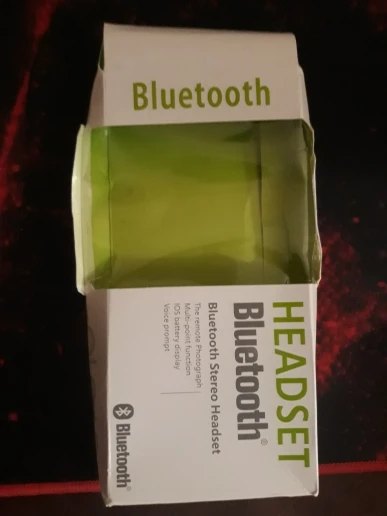 Bluetooth
HEADSET
Bluetooth®
Bluetooth Stereo Headset
The remote Photograph
Multi-point function
IOS battery display
Voice prompt
Bluetooth®